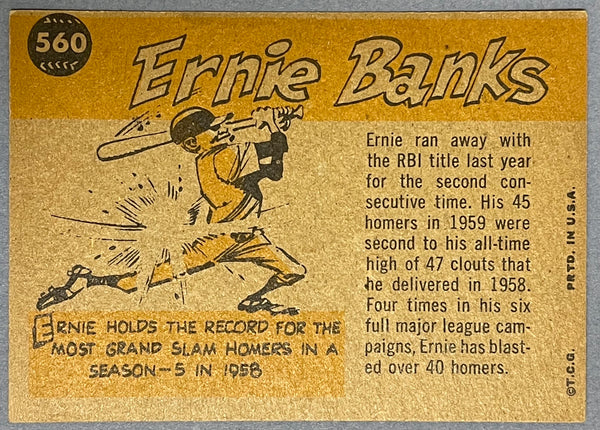 560
Ernie Banks
Ernie ran away with
the RBI title last year
for the second con-
secutive time. His 45
homers in 1959 were
second to his all-time
high of 47 clouts that
he delivered in 1958.
Four times in his six
full major league cam-
paigns, Ernie has blast-
ed over 40 homers.
ERNIE HOLDS THE RECORD FOR THE
MOST GRAND SLAM HOMERS IN A
SEASON—5 IN 1958
©T.C.G. PRTD. IN U.S.A.